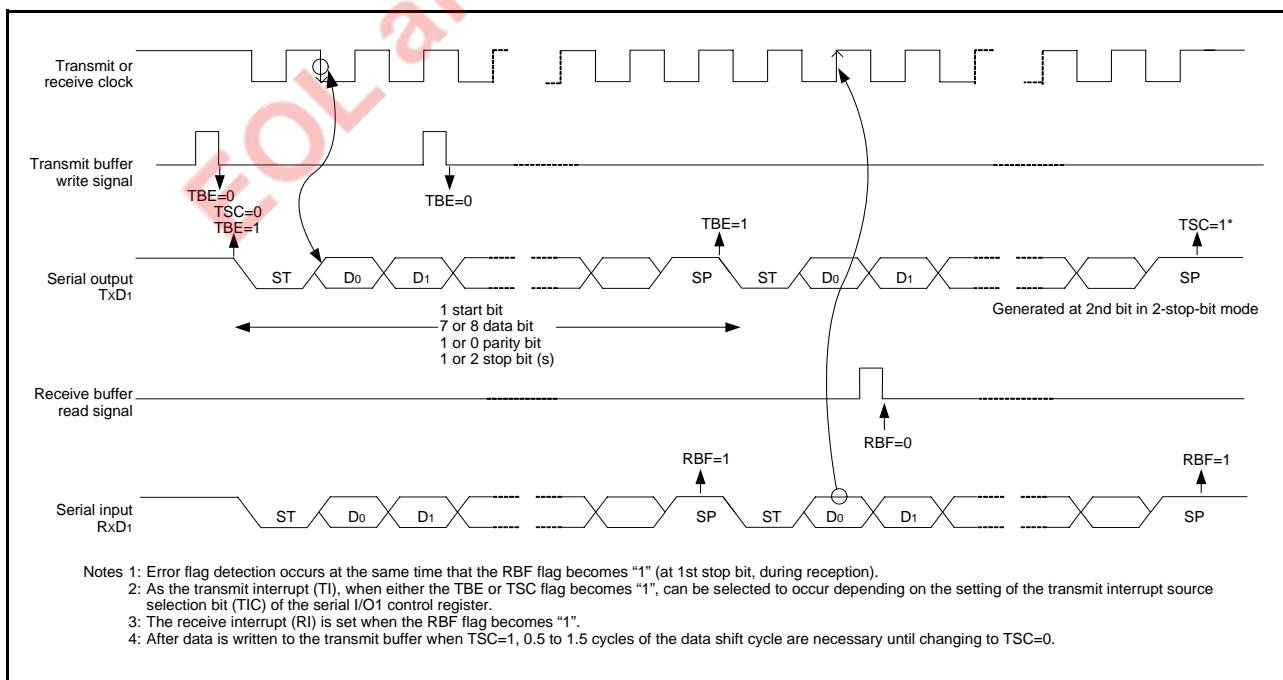 EOL an
Transmit or
receive clock
Transmit buffer
write signal
TBE=0
TSC=0
TBE=1
TBE=0
TBE=1
TSC=1*
Serial output
TxD1
ST D0 D1 SP ST D0 D1 SP
1 start bit
7 or 8 data bit
1 or 0 parity bit
1 or 2 stop bit (s)
Generated at 2nd bit in 2-stop-bit mode
Receive buffer
read signal
RBF=0
RBF=1
RBF=1
Serial input
RxD1
ST D0 D1 SP ST D0 D1 SP
Notes 1: Error flag detection occurs at the same time that the RBF flag becomes “1” (at 1st stop bit, during reception).
2: As the transmit interrupt (TI), when either the TBE or TSC flag becomes “1”, can be selected to occur depending on the setting of the transmit interrupt source
selection bit (TIC) of the serial I/O1 control register.
3: The receive interrupt (RI) is set when the RBF flag becomes “1”.
4: After data is written to the transmit buffer when TSC=1, 0.5 to 1.5 cycles of the data shift cycle are necessary until changing to TSC=0.